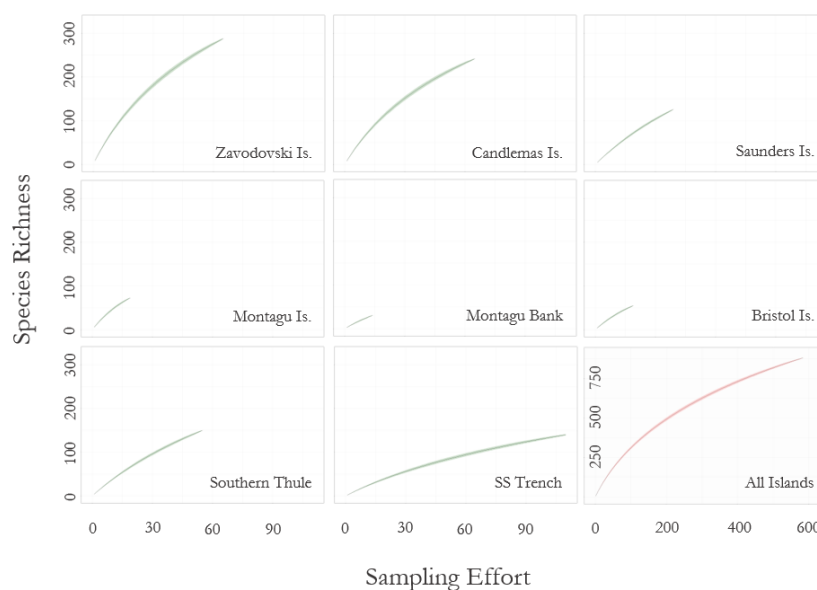 300
200
100
0
Zavodovski Is.
Candlemas Is.
Saunders Is.
Species Richness
300
200
100
0
Montagu Is.
Montagu Bank
Bristol Is.
300
200
100
0
Southern Thule
SS Trench
750
500
250
All Islands
0 30 60 90 0 30 60 90 0 200 400 600
Sampling Effort